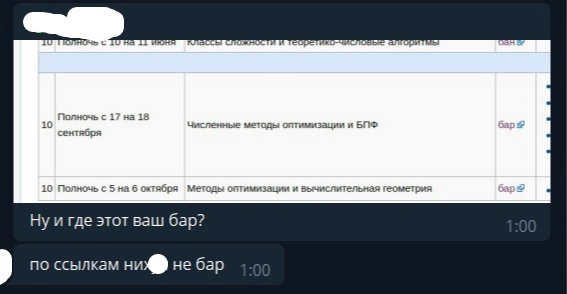 10 Полночь с 10 на 11 июня Классы сложности и теоретико-числовые алгоритмы бан
10 Полночь с 17 на 18 сентября Численные методы оптимизации и БПФ бар
10 Полночь с 5 на 6 октября Методы оптимизации и вычислительная геометрия бар
Ну и где этот ваш бар?
1:00
по ссылкам них не бар 1:00